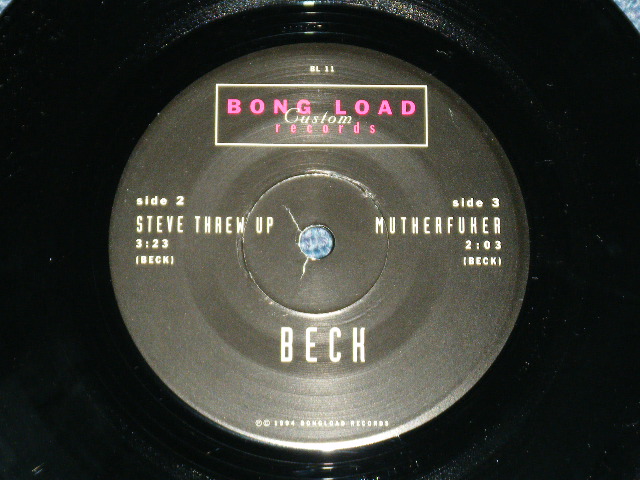 BL 11
BONG LOAD
Custom
records
side 2
STEVE THREW UP
3:23
(BECK)
side 3
MUTHERFUKER
2:03
(BECK)
BECK
℗© 1994 BONGLOAD RECORDS